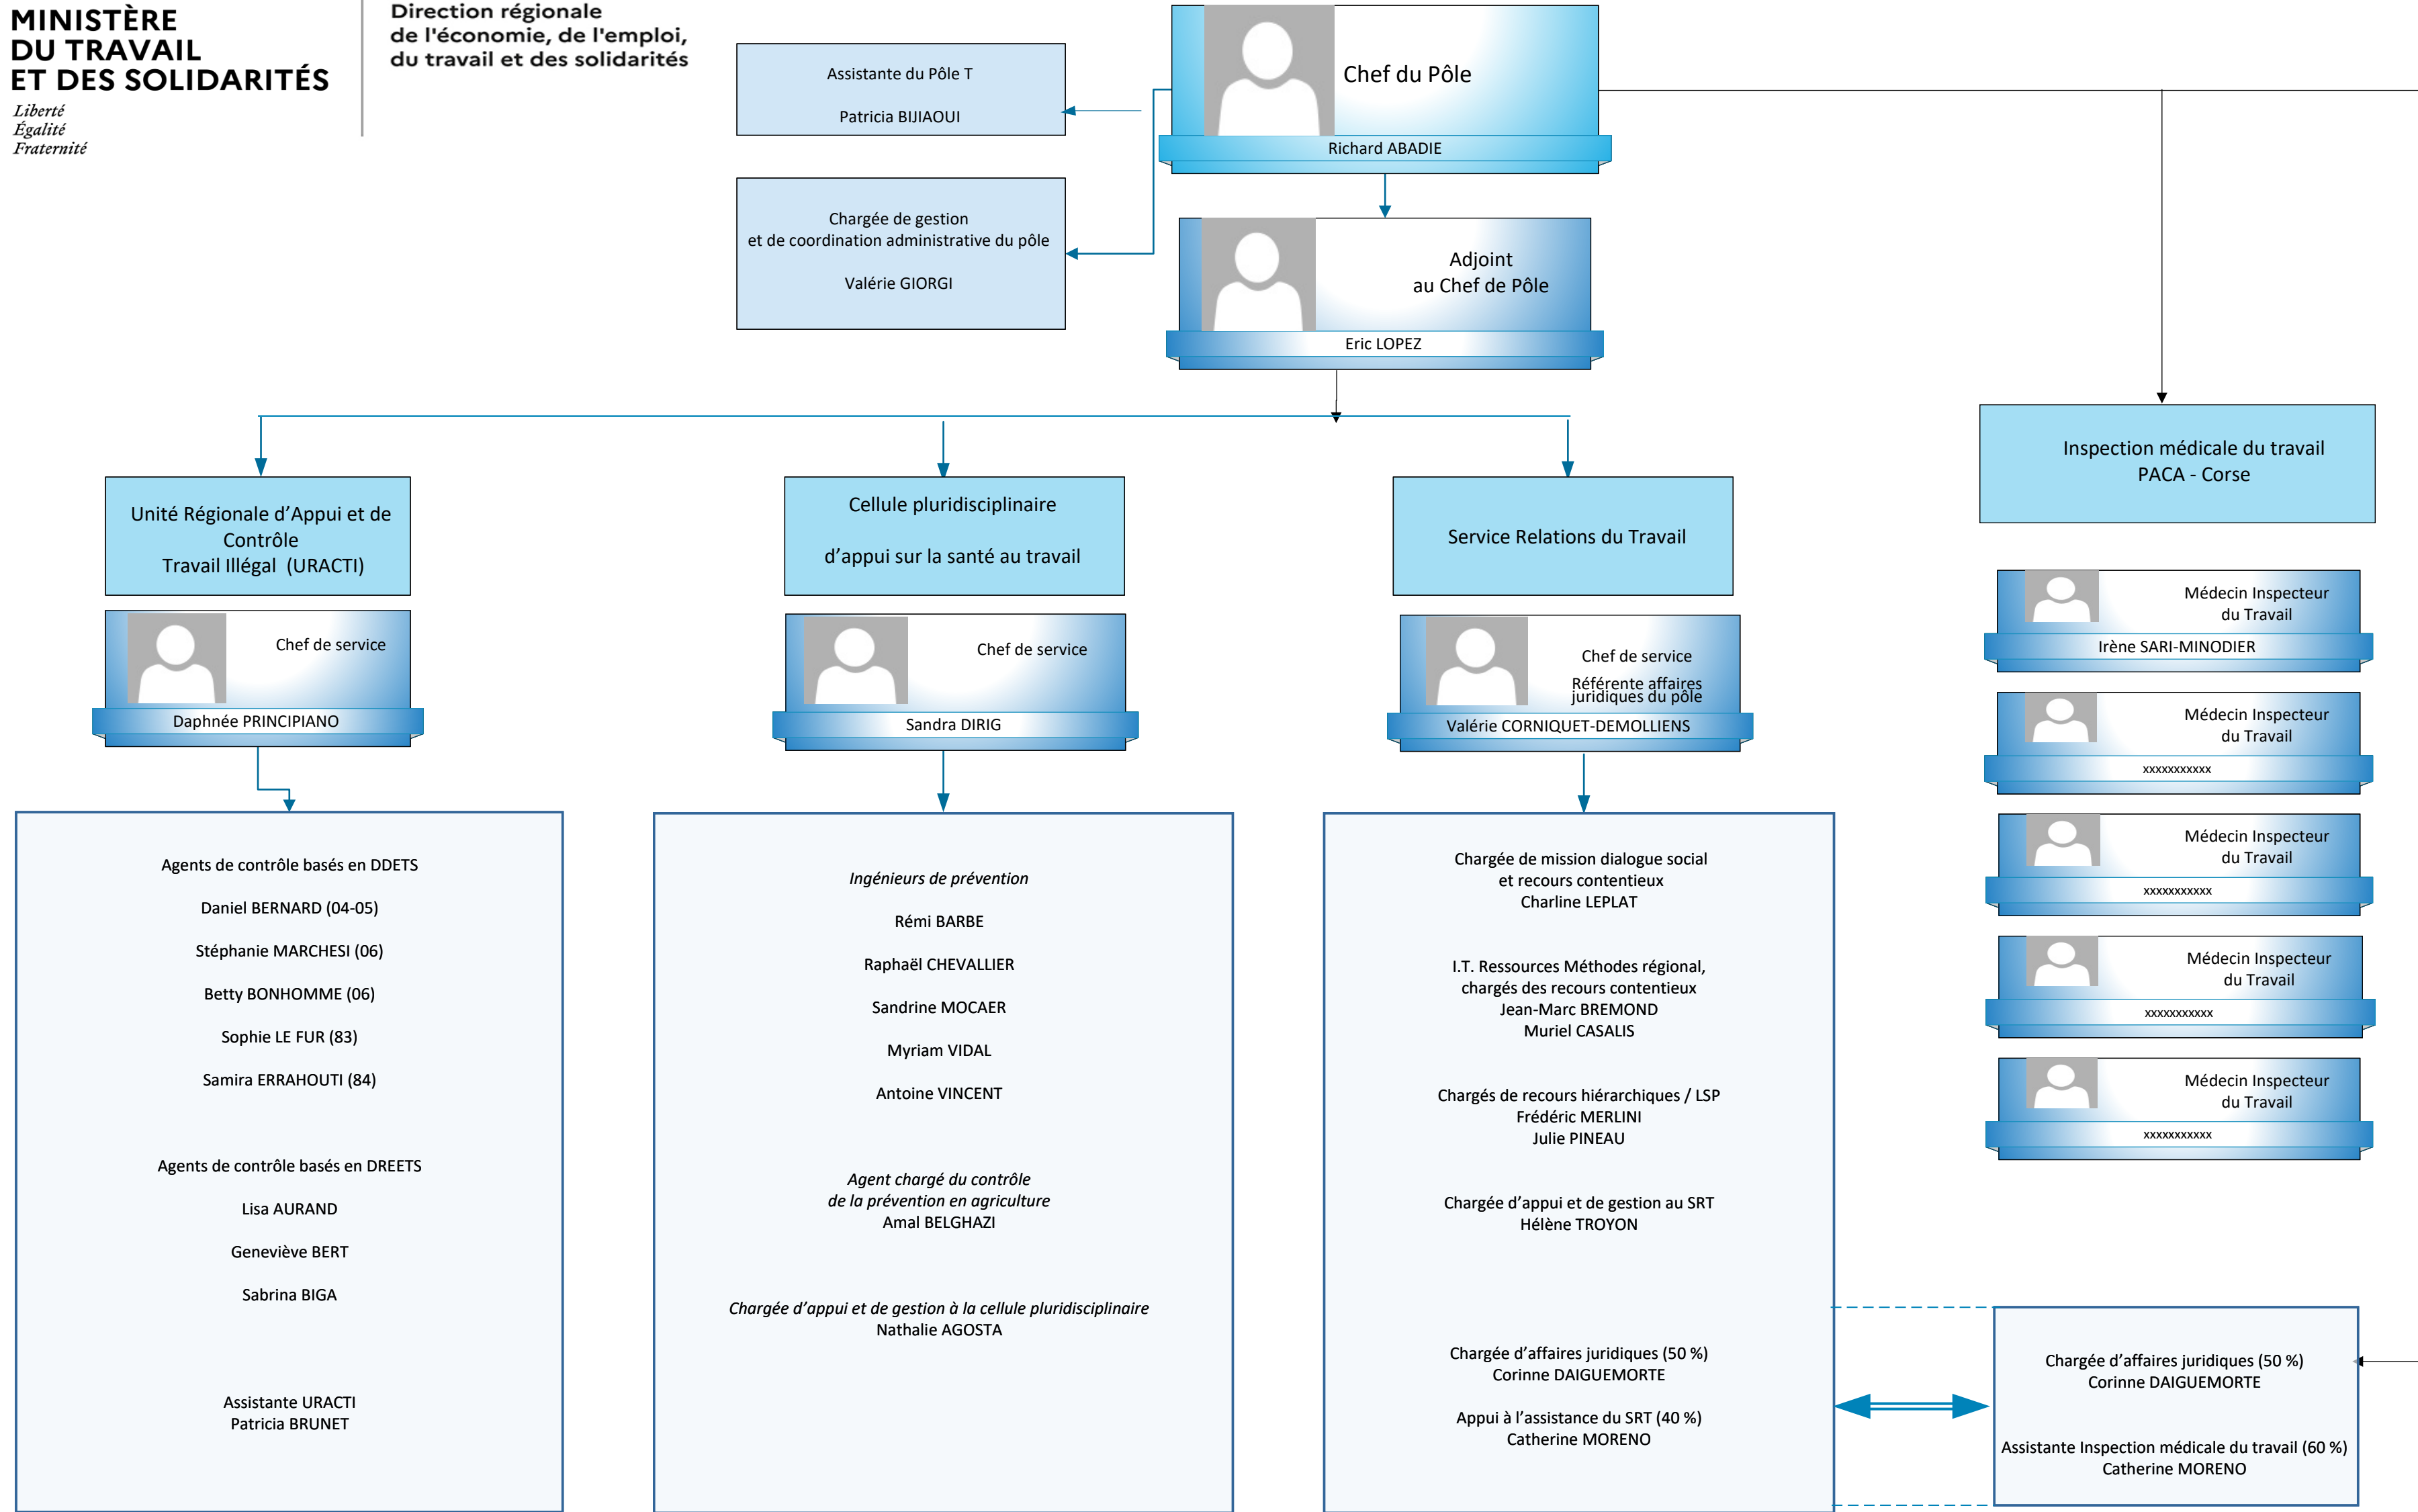 MINISTÈRE
DU TRAVAIL
ET DES SOLIDARITÉS
Liberté
Égalité
Fraternité
Direction régionale
de l'économie, de l'emploi,
du travail et des solidarités
Assistante du Pôle T
Patricia BIJIAOUI
Chargée de gestion
et de coordination administrative du pôle
Valérie GIORGI
Chef du Pôle
Richard ABADIE
Adjoint
au Chef de Pôle
Eric LOPEZ
Unité Régionale d’Appui et de
Contrôle
Travail Illégal (URACTI)
Chef de service
Daphnée PRINCIPIANO
Agents de contrôle basés en DDETS
Daniel BERNARD (04-05)
Stéphanie MARCHESI (06)
Betty BONHOMME (06)
Sophie LE FUR (83)
Samira ERRAHOUTI (84)
Agents de contrôle basés en DREETS
Lisa AURAND
Geneviève BERT
Sabrina BIGA
Assistante URACTI
Patricia BRUNET
Cellule pluridisciplinaire
d’appui sur la santé au travail
Chef de service
Sandra DIRIG
Ingénieurs de prévention
Rémi BARBE
Raphaël CHEVALLIER
Sandrine MOCAER
Myriam VIDAL
Antoine VINCENT
Agent chargé du contrôle
de la prévention en agriculture
Amal BELGHAZI
Chargée d’appui et de gestion à la cellule pluridisciplinaire
Nathalie AGOSTA
Service Relations du Travail
Chef de service
Référente affaires
juridiques du pôle
Valérie CORNIQUET-DEMOLLIENS
Chargée de mission dialogue social
et recours contentieux
Charline LEPLAT
I.T. Ressources Méthodes régional,
chargés des recours contentieux
Jean-Marc BREMOND
Muriel CASALIS
Chargés de recours hiérarchiques / LSP
Frédéric MERLINI
Julie PINEAU
Chargée d’appui et de gestion au SRT
Hélène TROYON
Chargée d’affaires juridiques (50 %)
Corinne DAIGUEMORTE
Appui à l’assistance du SRT (40 %)
Catherine MORENO
Inspection médicale du travail
PACA - Corse
Médecin Inspecteur
du Travail
Irène SARI-MINODIER
Médecin Inspecteur
du Travail
xxxxxxxxxxx
Médecin Inspecteur
du Travail
xxxxxxxxxxx
Médecin Inspecteur
du Travail
xxxxxxxxxxx
Médecin Inspecteur
du Travail
xxxxxxxxxxx
Chargée d’affaires juridiques (50 %)
Corinne DAIGUEMORTE
Assistante Inspection médicale du travail (60 %)
Catherine MORENO